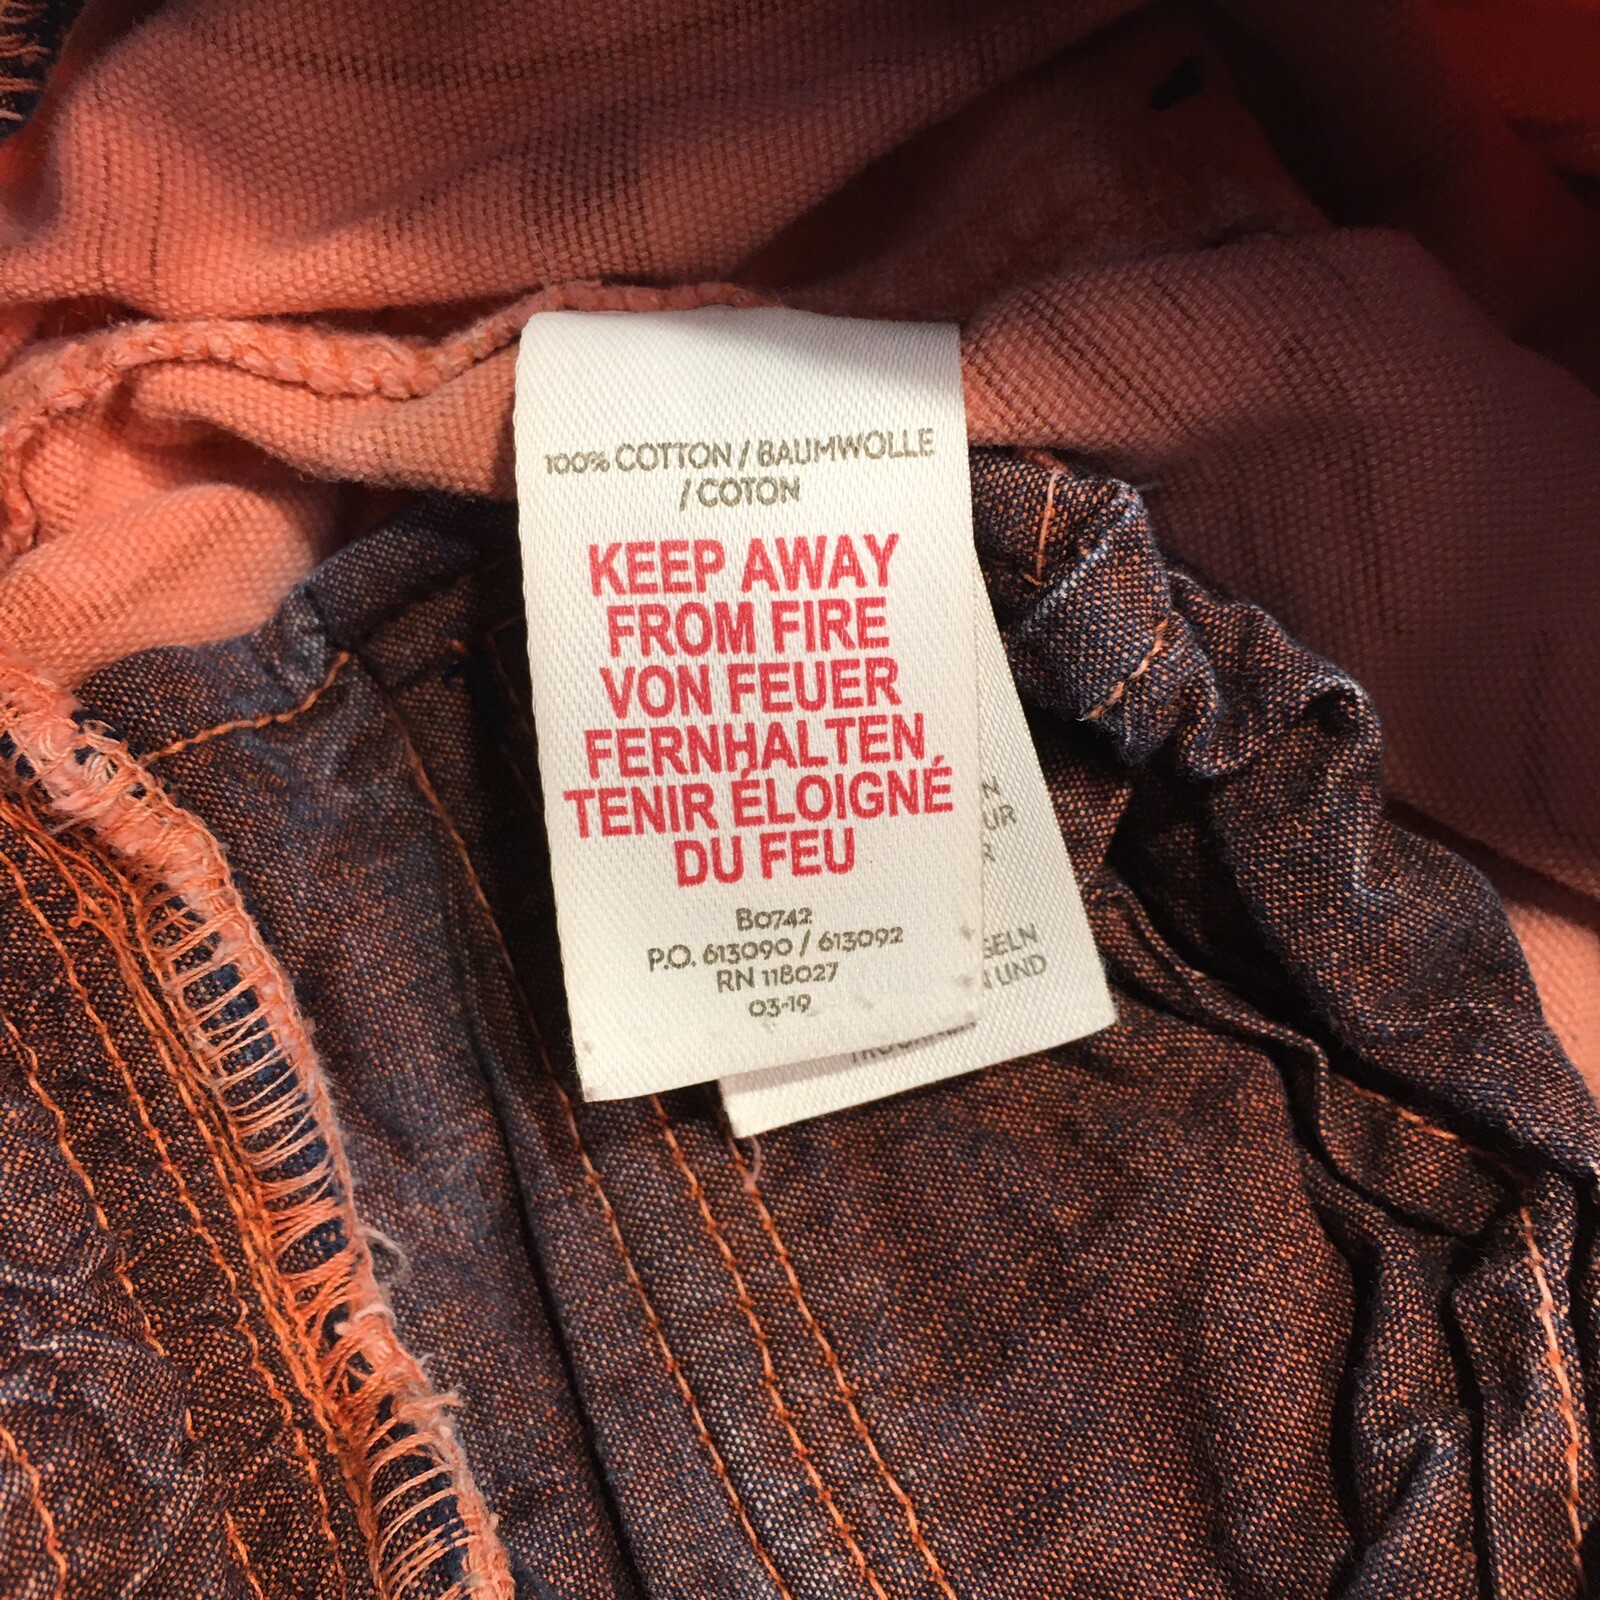 100% COTTON / BAUMWOLLE
/ COTON
KEEP AWAY
FROM FIRE
VON FEUER
FERNHALTEN
TENIR ÉLOIGNÉ
DU FEU
B0742
P.O. 613090 / 613092
RN 118027
03-19
UND